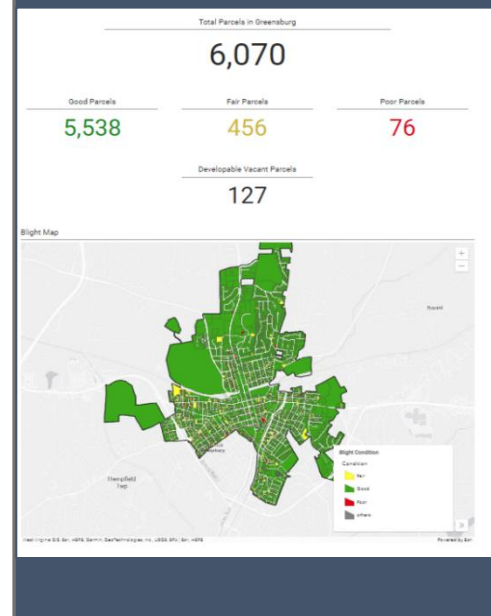 Total Parcels in Greensburg
6,070
Good Parcels
Fair Parcels
Poor Parcels
5,538
456
76
Developable Vacant Parcels
127
Blight Map
+
−
Hempfield
Twp
Blight Condition
Condition
Fair
Good
Poor
others
Powered by Esri